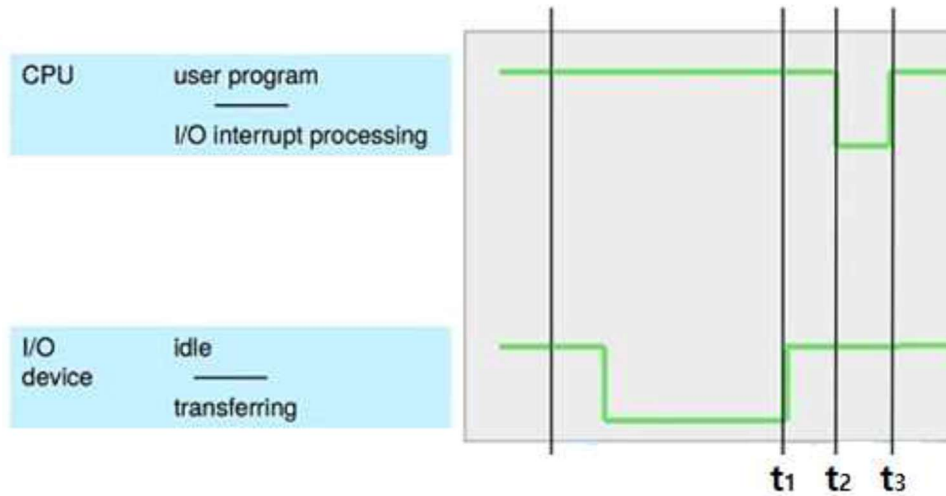 CPU user program
I/O interrupt processing
I/O idle
device
transferring
t1 t2 t3